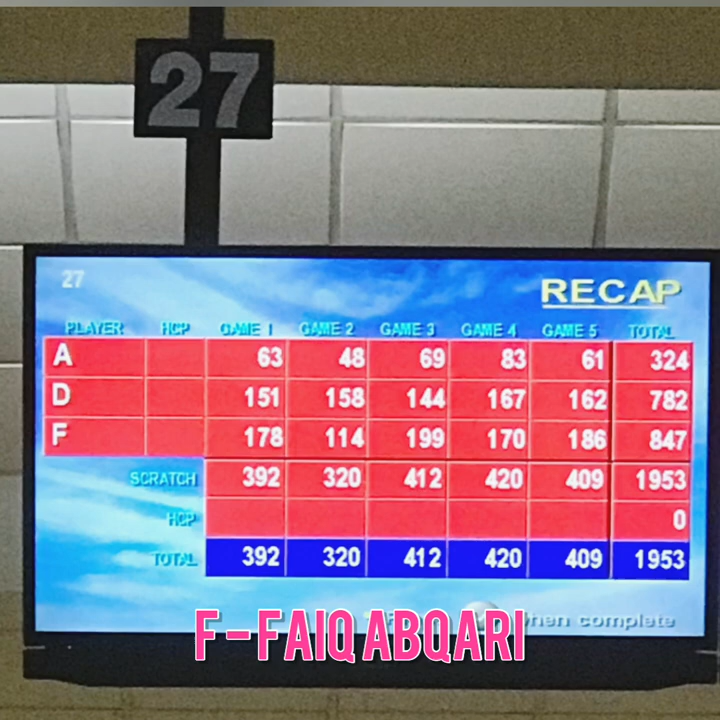 27
27
RECAP
PLAYER HCP GAME 1 GAME 2 GAME 3 GAME 4 GAME 5 TOTAL
A 63 48 69 83 61 324
D 151 158 144 167 162 782
F 178 114 199 170 186 847
SCRATCH 392 320 412 420 409 1953
HCP 0
TOTAL 392 320 412 420 409 1953
when complete
F - FAIQ ABQARI